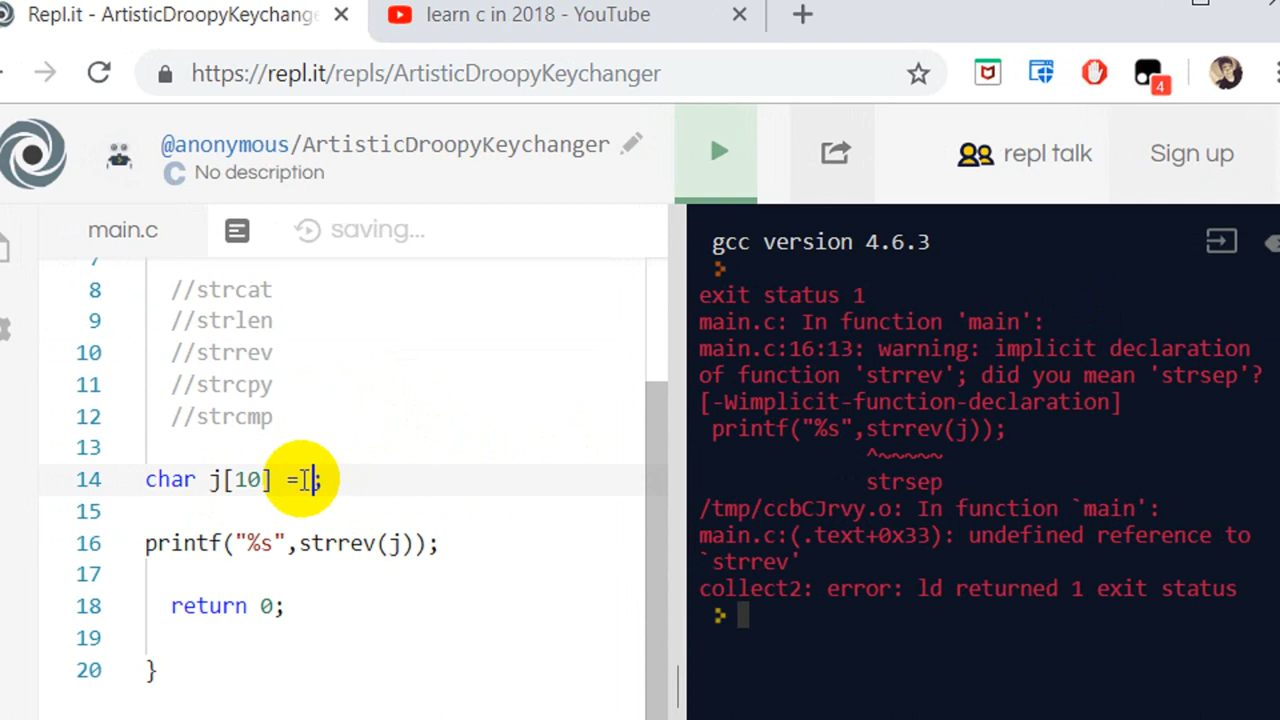 Repl.it - ArtisticDroopyKeychange
learn c in 2018 - YouTube
https://repl.it/repls/ArtisticDroopyKeychanger
4
@anonymous/ArtisticDroopyKeychanger
No description
repl talk
Sign up
main.c
saving...
7
8 //strcat
9 //strlen
10 //strrev
11 //strcpy
12 //strcmp
13
14 char j[10] = ;
15
16 printf("%s",strrev(j));
17
18 return 0;
19
20 }
gcc version 4.6.3
exit status 1
main.c: In function 'main':
main.c:16:13: warning: implicit declaration
of function 'strrev'; did you mean 'strsep'?
[-Wimplicit-function-declaration]
printf("%s",strrev(j));
^~~~~~
strsep
/tmp/ccbCJrvy.o: In function `main':
main.c:(.text+0x33): undefined reference to
`strrev'
collect2: error: ld returned 1 exit status